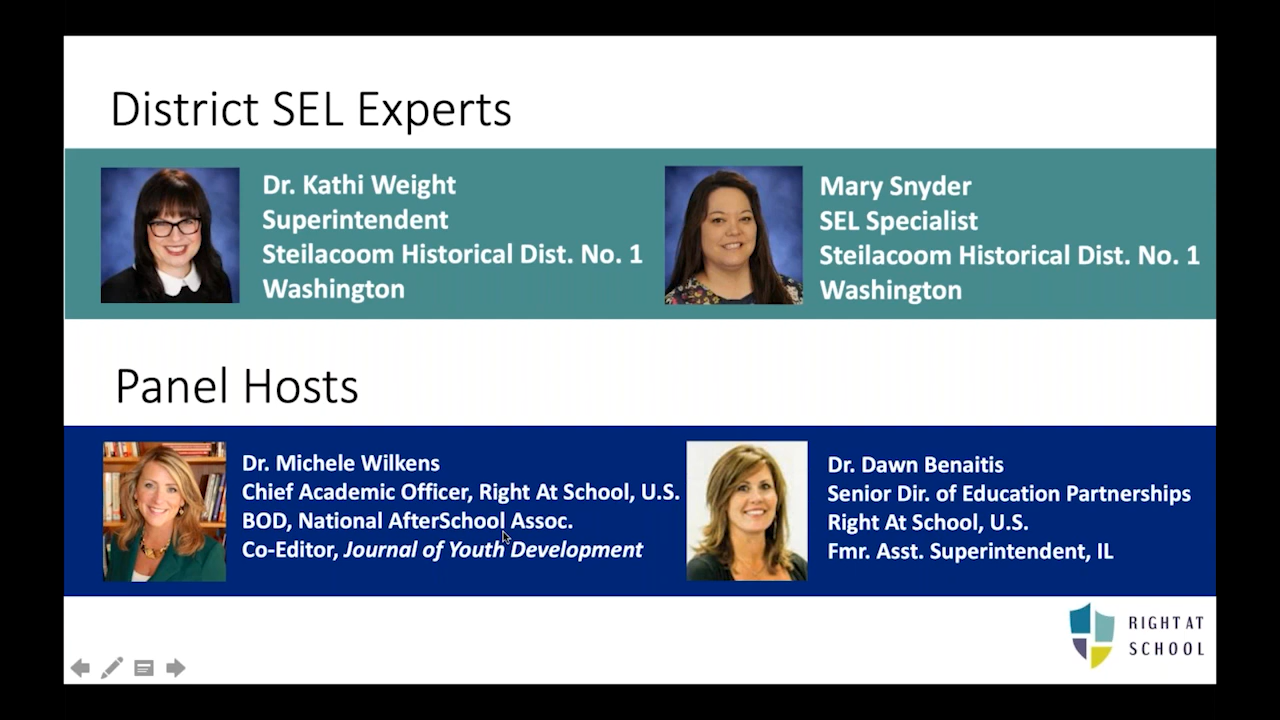 District SEL Experts
Dr. Kathi Weight
Superintendent
Steilacoom Historical Dist. No. 1
Washington
Mary Snyder
SEL Specialist
Steilacoom Historical Dist. No. 1
Washington
Panel Hosts
Dr. Michele Wilkens
Chief Academic Officer, Right At School, U.S.
BOD, National AfterSchool Assoc.
Co-Editor, Journal of Youth Development
Dr. Dawn Benaitis
Senior Dir. of Education Partnerships
Right At School, U.S.
Fmr. Asst. Superintendent, IL
RIGHT AT
SCHOOL